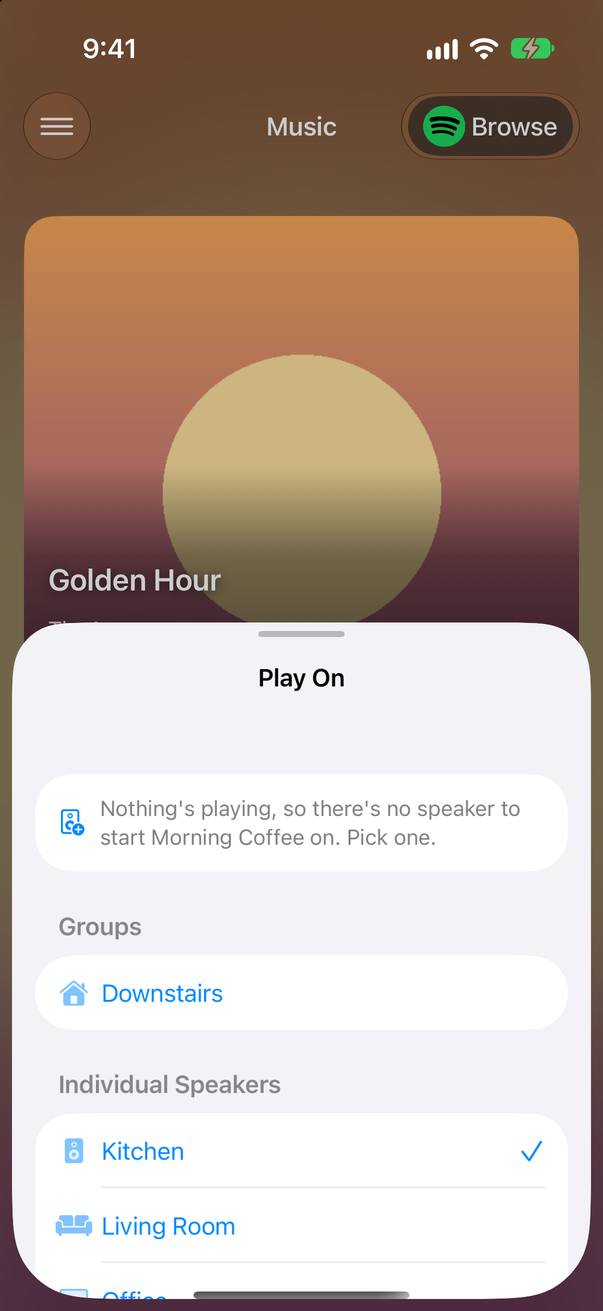 9:41
Music
Browse
Golden Hour
Play On
Nothing's playing, so there's no speaker to
start Morning Coffee on. Pick one.
Groups
Downstairs
Individual Speakers
Kitchen
Living Room
Office